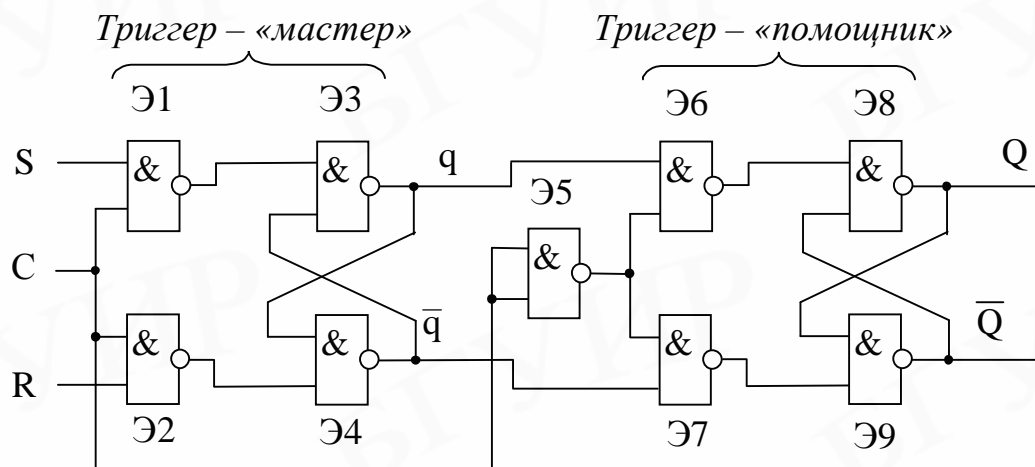 Триггер – «мастер» Триггер – «помощник»
Э1 Э3 Э6 Э8
S & & q & & Q
Э5
C &
R & & q̅ & & Q̅
Э2 Э4 Э7 Э9